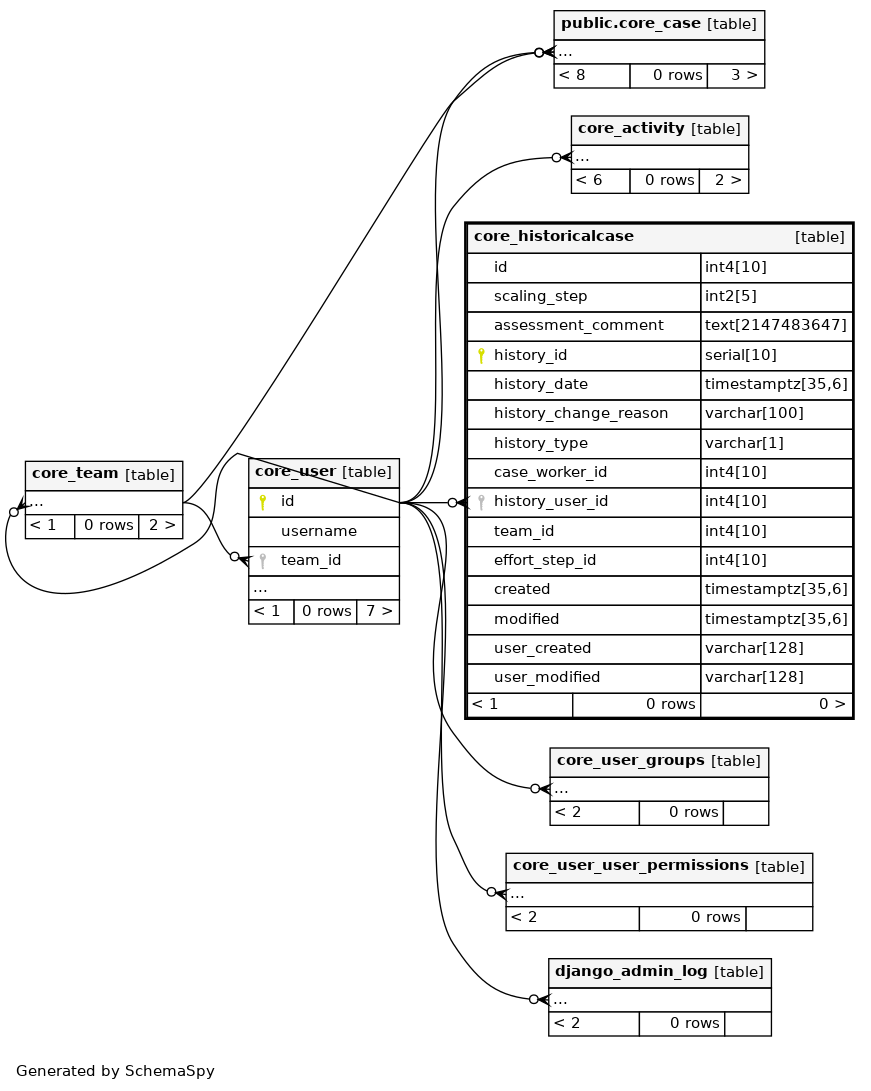 public.core_case [table]
...
< 8 0 rows 3 >
core_activity [table]
...
< 6 0 rows 2 >
core_historicalcase [table]
id int4[10]
scaling_step int2[5]
assessment_comment text[2147483647]
history_id serial[10]
history_date timestamptz[35,6]
history_change_reason varchar[100]
history_type varchar[1]
case_worker_id int4[10]
history_user_id int4[10]
team_id int4[10]
effort_step_id int4[10]
created timestamptz[35,6]
modified timestamptz[35,6]
user_created varchar[128]
user_modified varchar[128]
< 1 0 rows 0 >
core_team [table]
...
< 1 0 rows 2 >
core_user [table]
id
username
team_id
...
< 1 0 rows 7 >
core_user_groups [table]
...
< 2 0 rows
core_user_user_permissions [table]
...
< 2 0 rows
django_admin_log [table]
...
< 2 0 rows
Generated by SchemaSpy